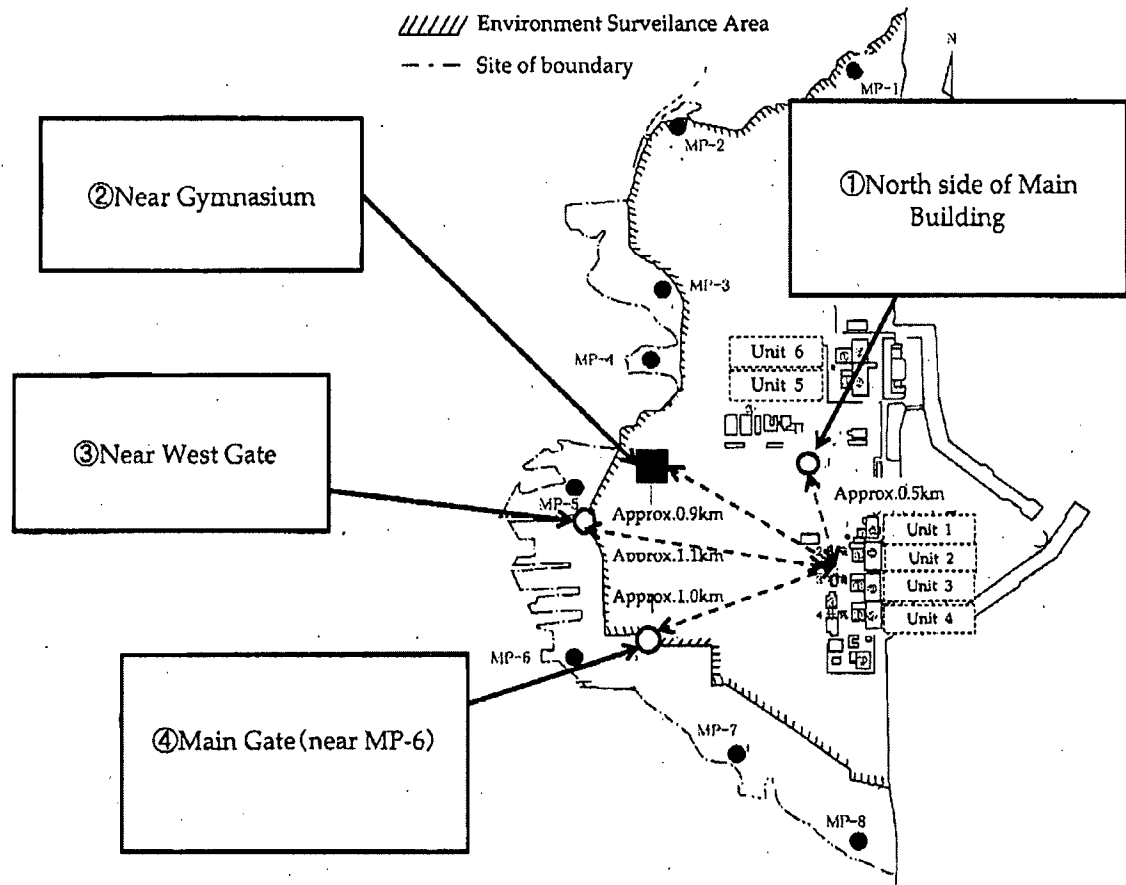 Environment Surveilance Area
Site of boundary
N
MP-1
MP-2
②Near Gymnasium
①North side of Main
Building
MP-3
MP-4
Unit 6
Unit 5
③Near West Gate
MP-5
Approx.0.5km
Approx.0.9km
Unit 1
Approx.1.1km
Unit 2
Unit 3
Approx.1.0km
Unit 4
MP-6
④Main Gate(near MP-6)
MP-7
MP-8